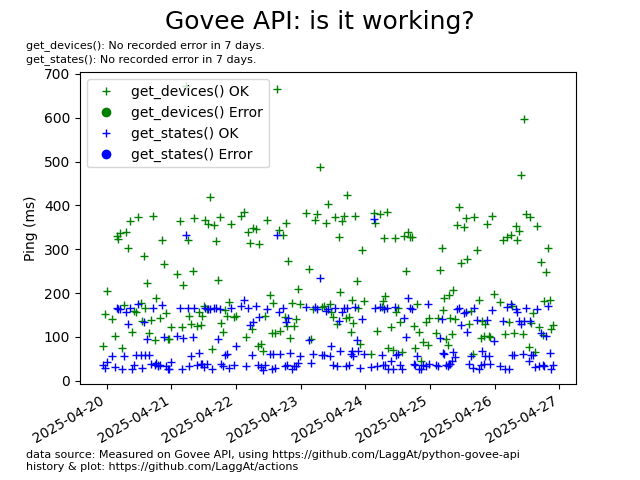 Govee API: is it working?
get_devices(): No recorded error in 7 days.
get_states(): No recorded error in 7 days.
700
600
500
400
300
200
100
0
Ping (ms)
get_devices() OK
get_devices() Error
get_states() OK
get_states() Error
2025-04-20
2025-04-21
2025-04-22
2025-04-23
2025-04-24
2025-04-25
2025-04-26
2025-04-27
data source: Measured on Govee API, using https://github.com/LaggAt/python-govee-api
history & plot: https://github.com/LaggAt/actions